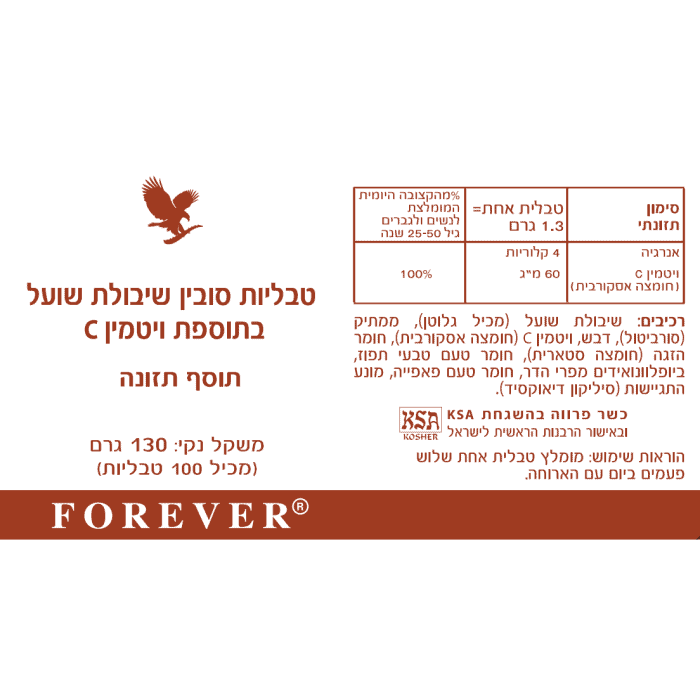 טבליות סובין שיבולת שועל
בתוספת ויטמין C
תוסף תזונה
משקל נקי: 130 גרם
(מכיל 100 טבליות)
סימון תזונתי
טבלית אחת=
1.3 גרם
%מהקצובה היומית
המומלצת
לנשים ולגברים
גיל 25-50 שנה
אנרגיה 4 קלוריות
ויטמין C 60 מ"ג 100%
(חומצה אסקורבית)
רכיבים: שיבולת שועל (מכיל גלוטן), ממתיק
(סורביטול), דבש, ויטמין C (חומצה אסקורבית), חומר
הזגה (חומצה סטארית), חומר טעם טבעי תפוז,
ביופלוונואידים מפרי הדר, חומר טעם פאפייה, מונע
התגיישות (סיליקון דיאוקסיד).
כשר פרווה בהשגחת KSA
ובאישור הרבנות הראשית לישראל
KSA
KOSHER
הוראות שימוש: מומלץ טבלית אחת שלוש
פעמים ביום עם הארוחה.
FOREVER®